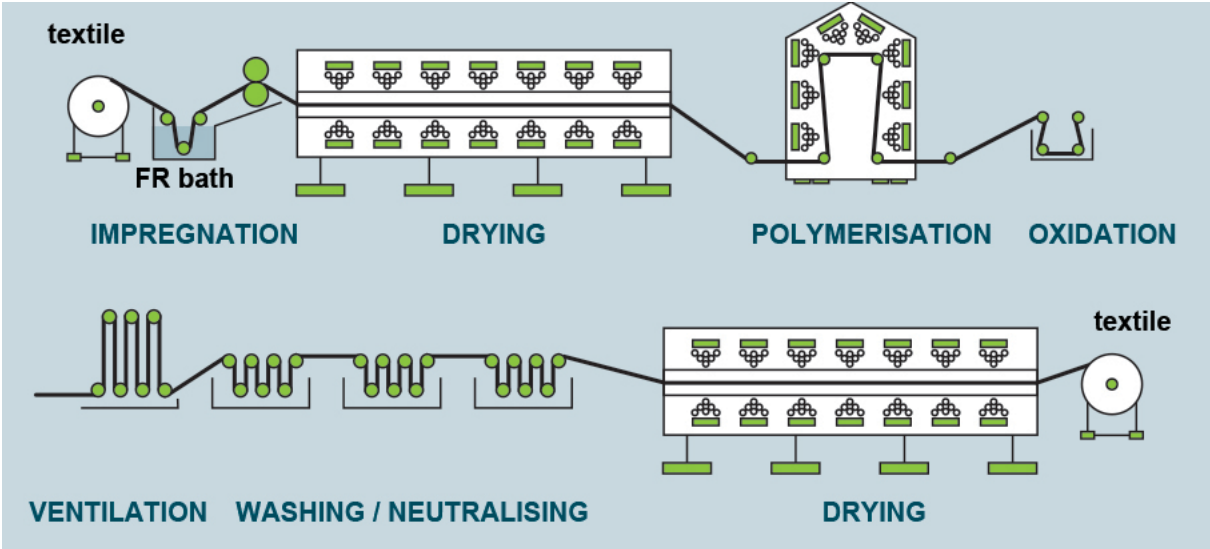 textile
FR bath
IMPREGNATION
DRYING
POLYMERISATION
OXIDATION
textile
VENTILATION
WASHING / NEUTRALISING
DRYING